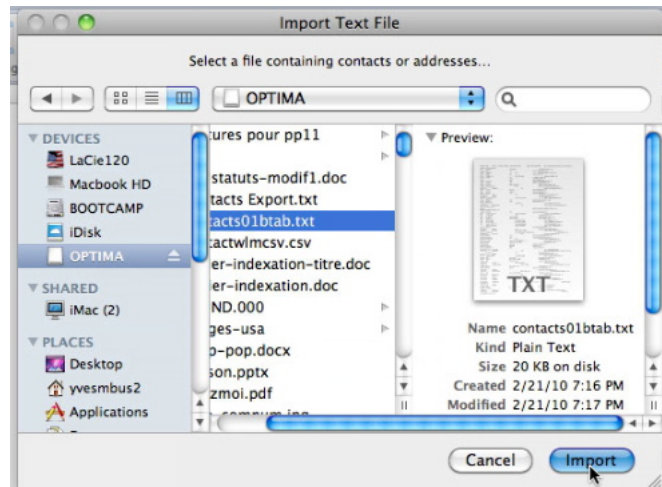 Import Text File
Select a file containing contacts or addresses...
OPTIMA
DEVICES
LaCie120
Macbook HD
BOOTCAMP
iDisk
OPTIMA
SHARED
iMac (2)
PLACES
Desktop
yvesmbus2
Applications
tures pour pp11
statuts-modif1.doc
tacts Export.txt
tacts01btab.txt
tactwlmcsv.csv
er-indexation-titre.doc
er-indexation.doc
ND.000
ges-usa
o-pop.docx
son.pptx
zmoi.pdf
Preview:
TXT
Name contacts01btab.txt
Kind Plain Text
Size 20 KB on disk
Created 2/21/10 7:16 PM
Modified 2/21/10 7:17 PM
Cancel
Import